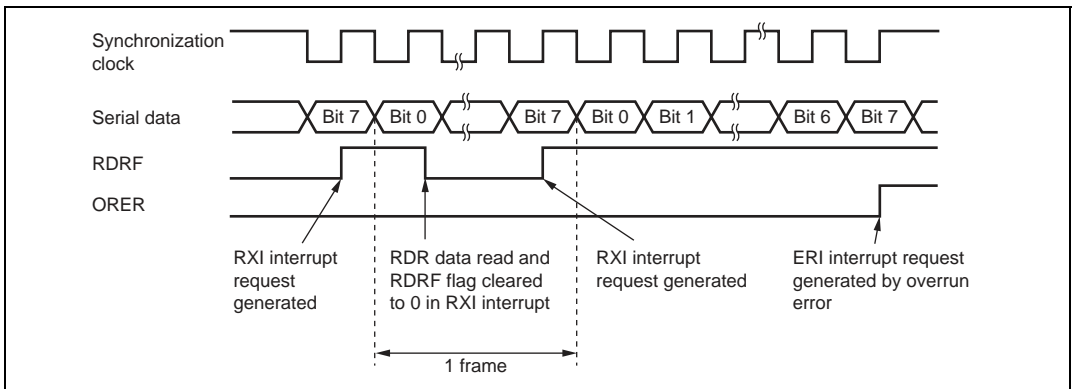 Synchronization
clock
Serial data
Bit 7 Bit 0 Bit 7 Bit 0 Bit 1 Bit 6 Bit 7
RDRF
ORER
RXI interrupt
request
generated
RDR data read and
RDRF flag cleared
to 0 in RXI interrupt
RXI interrupt
request generated
ERI interrupt request
generated by overrun
error
1 frame